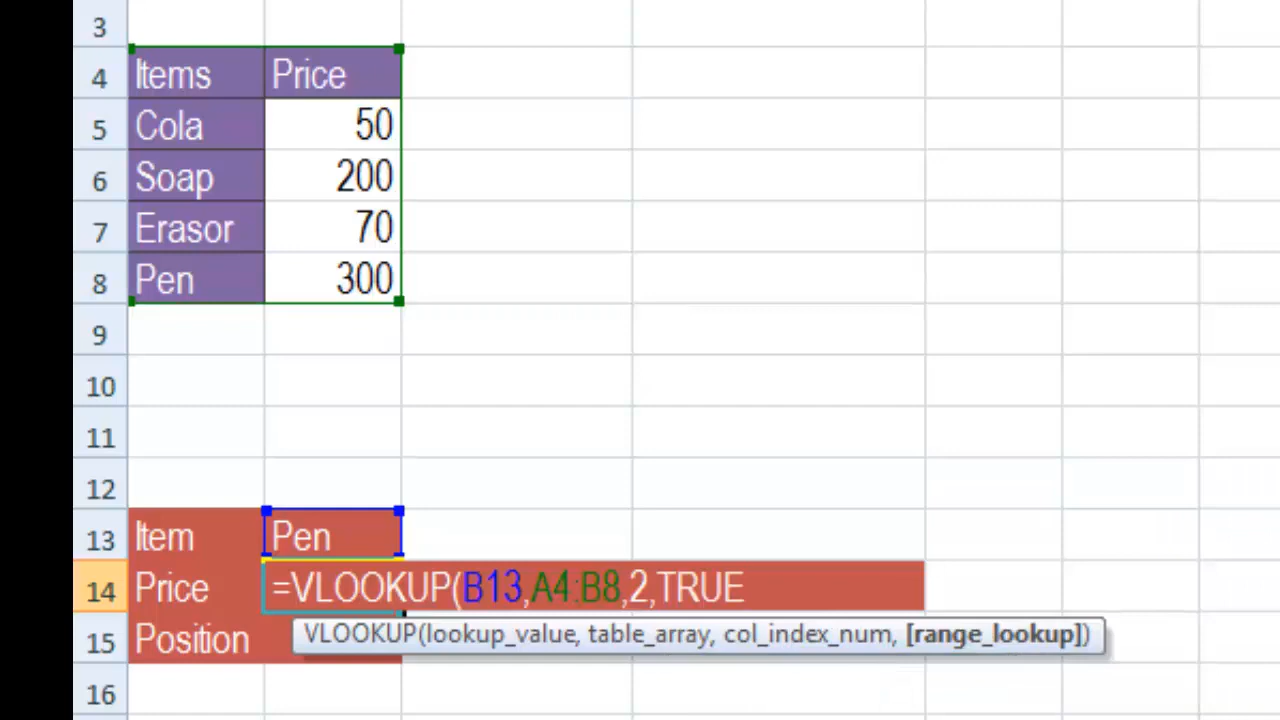 3
4 Items Price
5 Cola 50
6 Soap 200
7 Erasor 70
8 Pen 300
9
10
11
12
13 Item Pen
14 Price =VLOOKUP(B13,A4:B8,2,TRUE
15 Position VLOOKUP(lookup_value, table_array, col_index_num, [range_lookup])
16